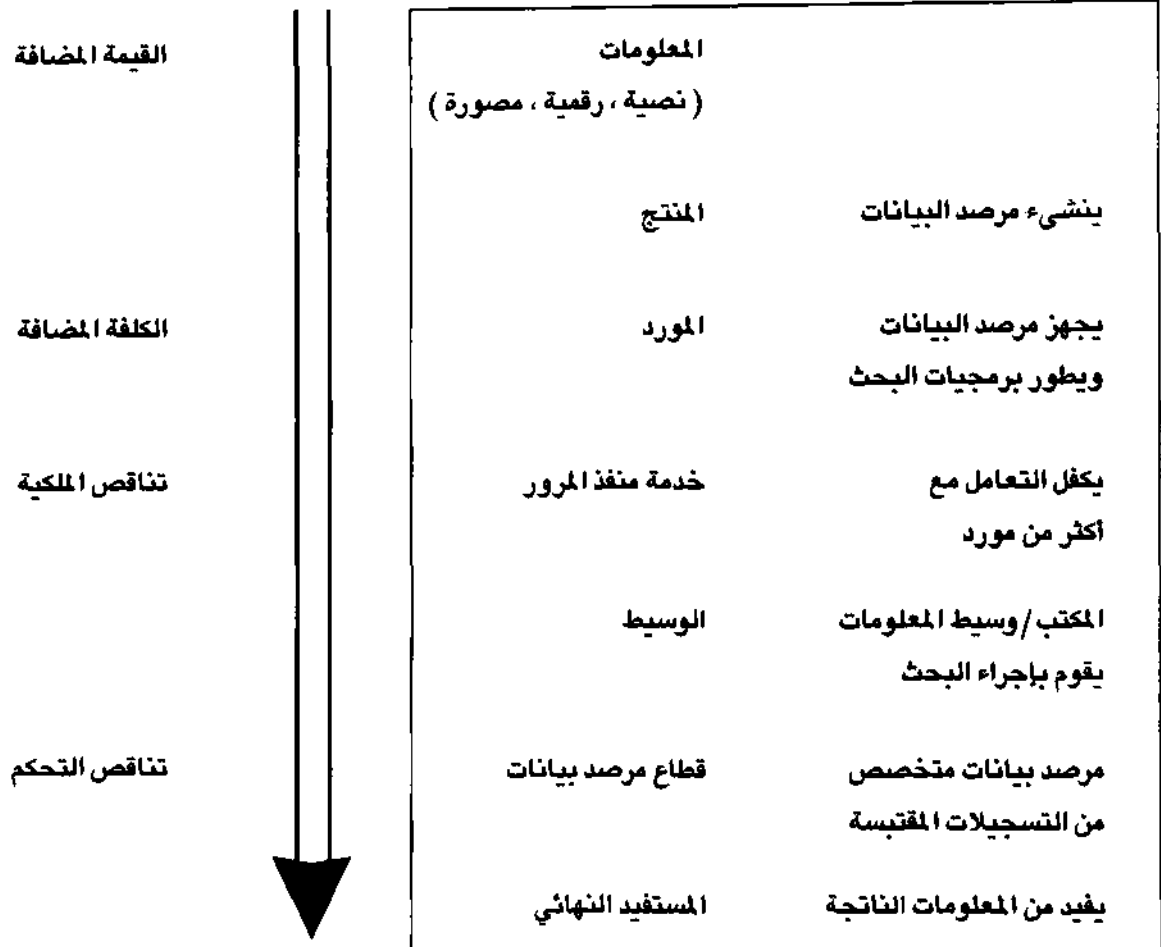 المعلومات
القيمة المضافة
( نصية ، رقمية ، مصورة )
ينشىء مرصد البيانات
المنتج
يجهز مرصد البيانات
المورد
الكلفة المضافة
ويطور برمجيات البحث
يكفل التعامل مع
خدمة منفذ المرور
تناقص الملكية
أكثر من مورد
المكتب/وسيط المعلومات
الوسيط
يقوم بإجراء البحث
مرصد بيانات متخصص
قطاع مرصد بيانات
تناقص التحكم
من التسجيلات المقتبسة
يفيد من المعلومات الناتجة
المستفيد النهائي